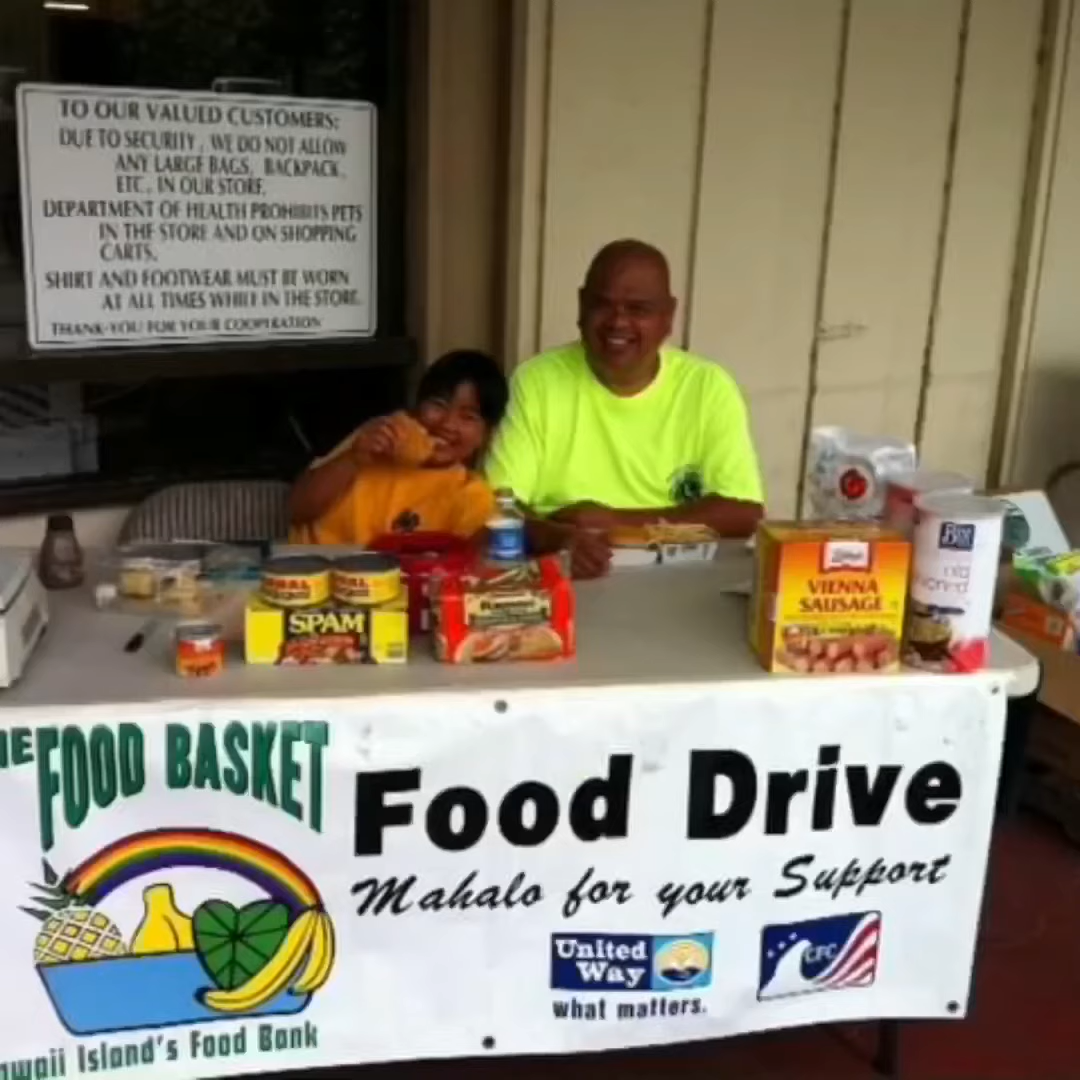 TO OUR VALUED CUSTOMERS:
DUE TO SECURITY, WE DO NOT ALLOW
ANY LARGE BAGS, BACKPACK,
ETC, IN OUR STORE.
DEPARTMENT OF HEALTH PROHIBITS PETS
IN THE STORE AND ON SHOPPING
CARTS.
SHIRT AND FOOTWEAR MUST BE WORN
AT ALL TIMES WHILE IN THE STORE.
THANK-YOU FOR YOUR COOPERATION
SPAM
VIENNA
SAUSAGE
Best
FOOD BASKET
Food Drive
Mahalo for your Support
United
Way
what matters.
CFC
Island's Food Bank